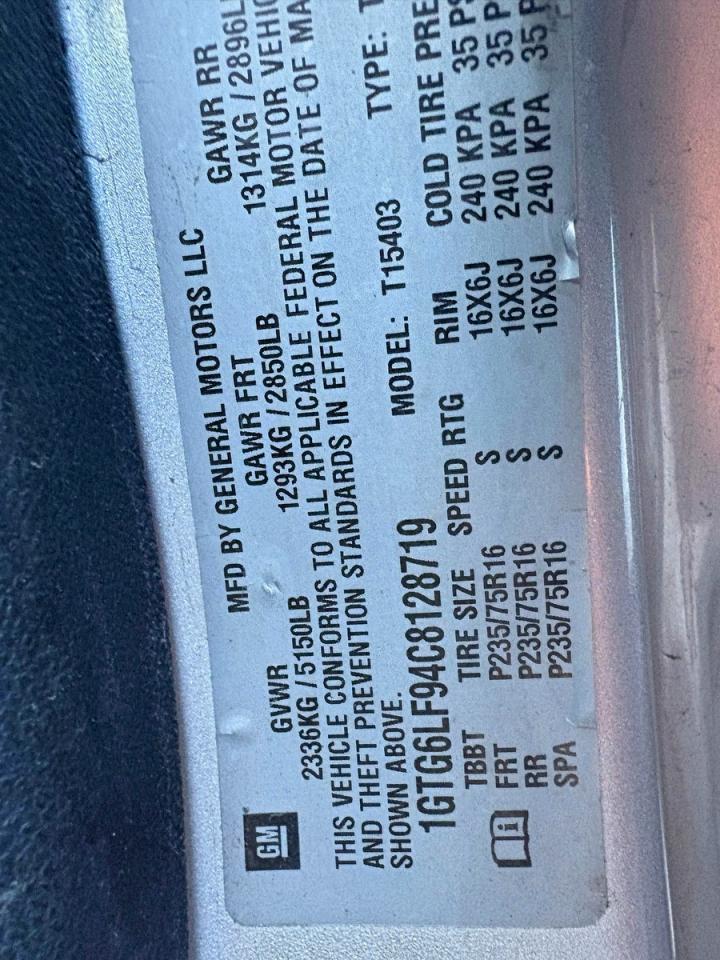 GM
MFD BY GENERAL MOTORS LLC
GVWR GAWR FRT GAWR RR
2336KG / 5150LB 1293KG / 2850LB 1314KG / 2896L
THIS VEHICLE CONFORMS TO ALL APPLICABLE FEDERAL MOTOR VEHIC
AND THEFT PREVENTION STANDARDS IN EFFECT ON THE DATE OF MA
SHOWN ABOVE.
1GTG6LF94C8128719 MODEL: T15403 TYPE: T
TBBT TIRE SIZE SPEED RTG RIM COLD TIRE PRE
FRT P235/75R16 S 16X6J 240 KPA 35 PS
RR P235/75R16 S 16X6J 240 KPA 35 P
SPA P235/75R16 S 16X6J 240 KPA 35 P